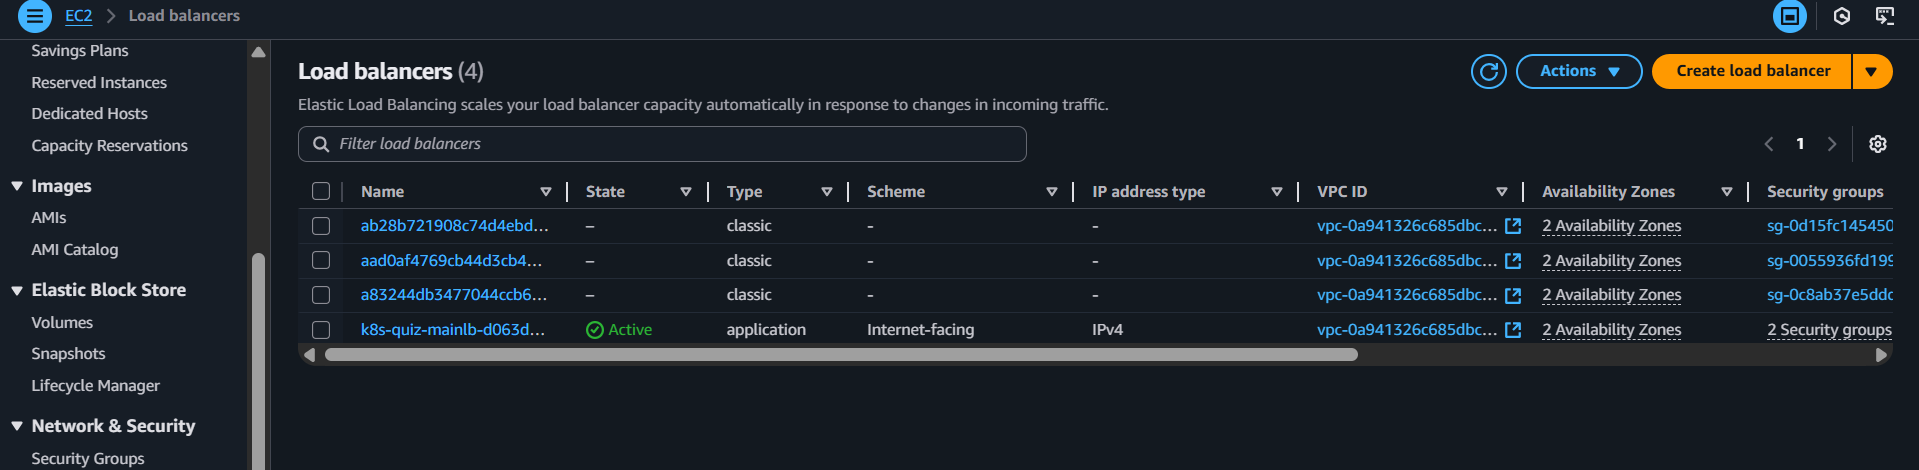 EC2 > Load balancers
Savings Plans
Reserved Instances
Dedicated Hosts
Capacity Reservations
Images
AMIs
AMI Catalog
Elastic Block Store
Volumes
Snapshots
Lifecycle Manager
Network & Security
Security Groups
Load balancers (4)
Actions
Create load balancer
Elastic Load Balancing scales your load balancer capacity automatically in response to changes in incoming traffic.
Filter load balancers
1
Name State Type Scheme IP address type VPC ID Availability Zones Security groups
ab28b721908c74d4ebd... – classic - - vpc-0a941326c685dbc... 2 Availability Zones sg-0d15fc145450
aad0af4769cb44d3cb4... – classic - - vpc-0a941326c685dbc... 2 Availability Zones sg-0055936fd199
a83244db3477044ccb6... – classic - - vpc-0a941326c685dbc... 2 Availability Zones sg-0c8ab37e5ddc
k8s-quiz-mainlb-d063d... Active application Internet-facing IPv4 vpc-0a941326c685dbc... 2 Availability Zones 2 Security groups